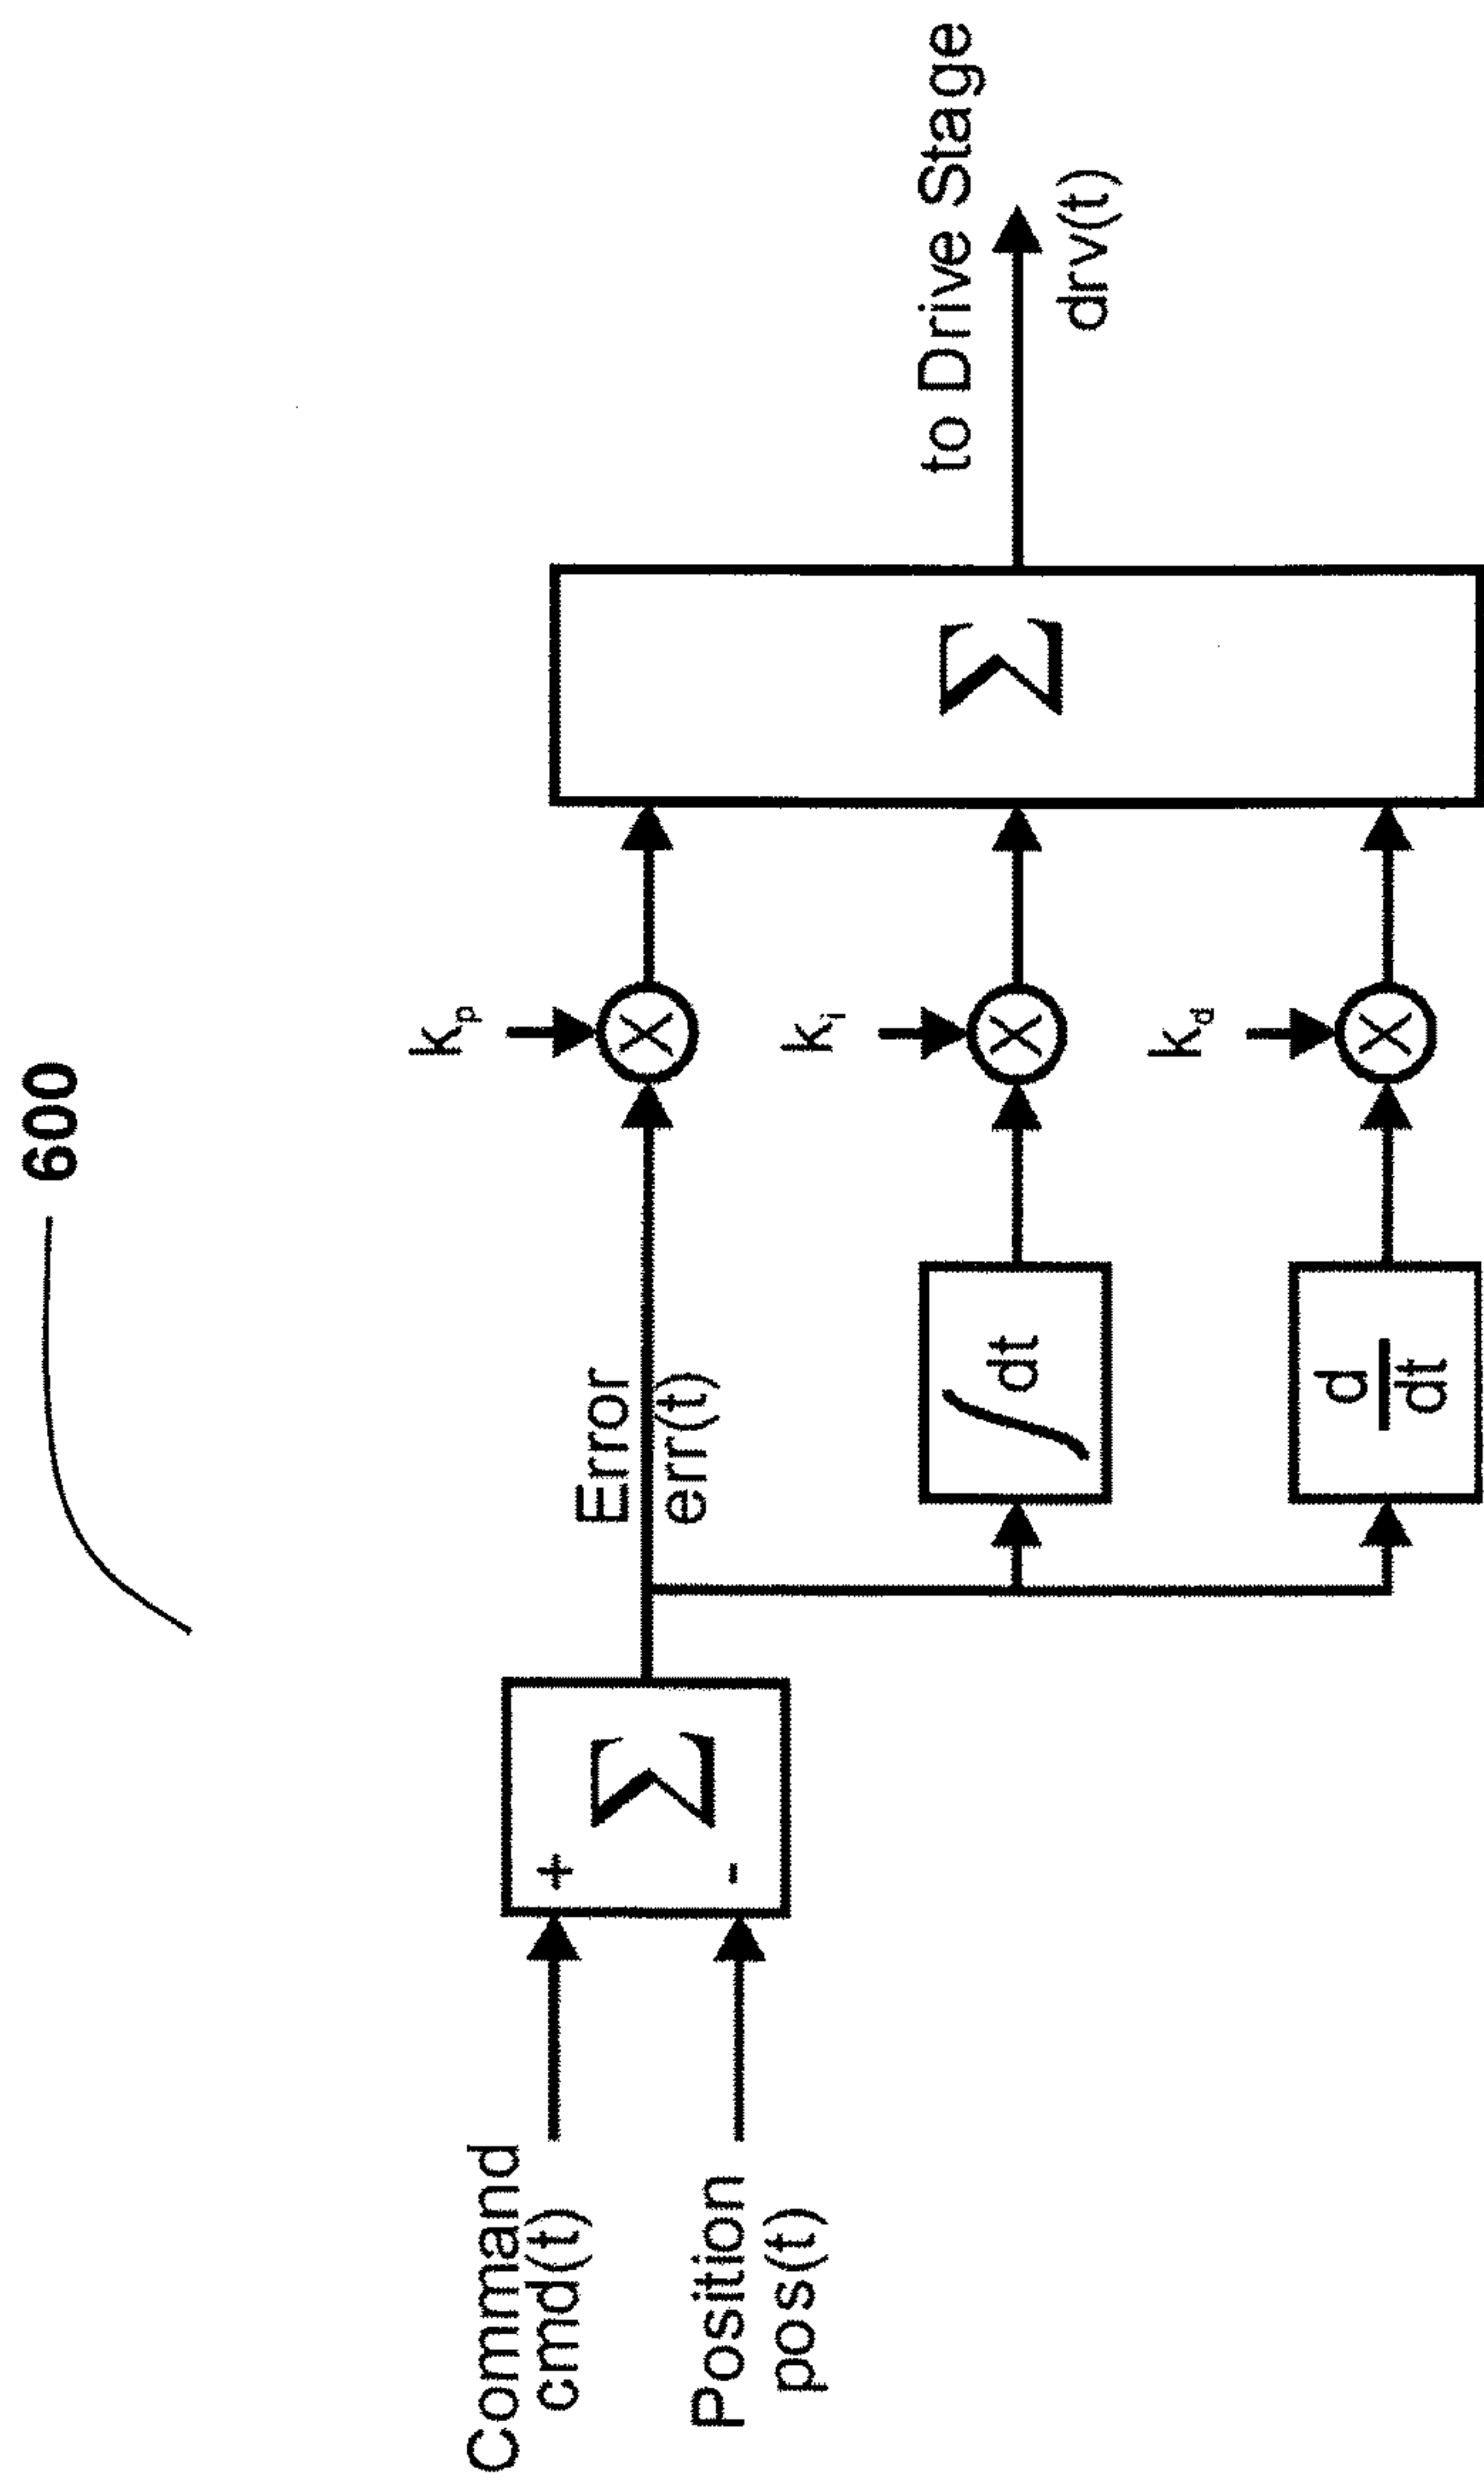 600
Command
cmd(t)
Position
pos(t)
+
-
Σ
Error
err(t)
∫ dt
d
dt
kp
X
ki
X
kd
X
Σ
to Drive Stage
drv(t)